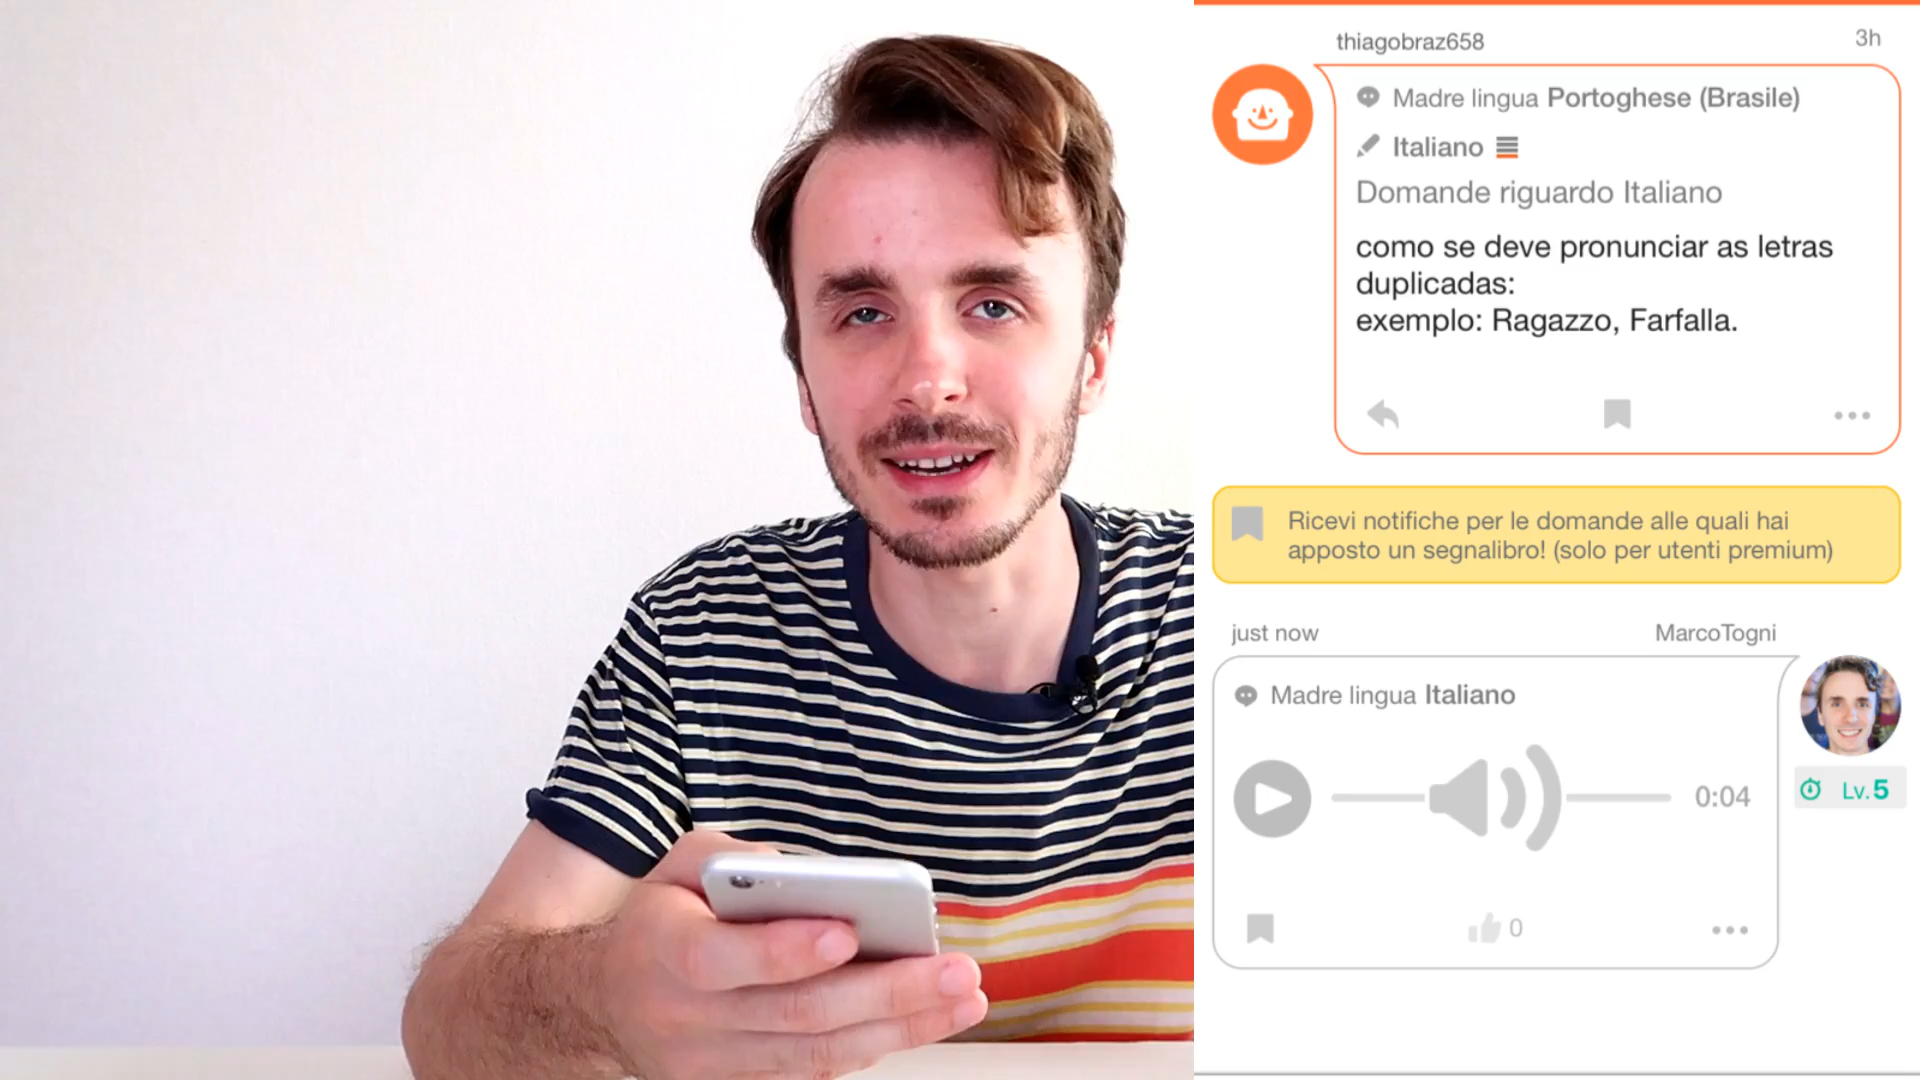 thiagobraz658
3h
Madre lingua Portoghese (Brasile)
Italiano
Domande riguardo Italiano
como se deve pronunciar as letras
duplicadas:
exemplo: Ragazzo, Farfalla.
Ricevi notifiche per le domande alle quali hai
apposto un segnalibro! (solo per utenti premium)
just now
MarcoTogni
Madre lingua Italiano
0:04
Lv.5
0